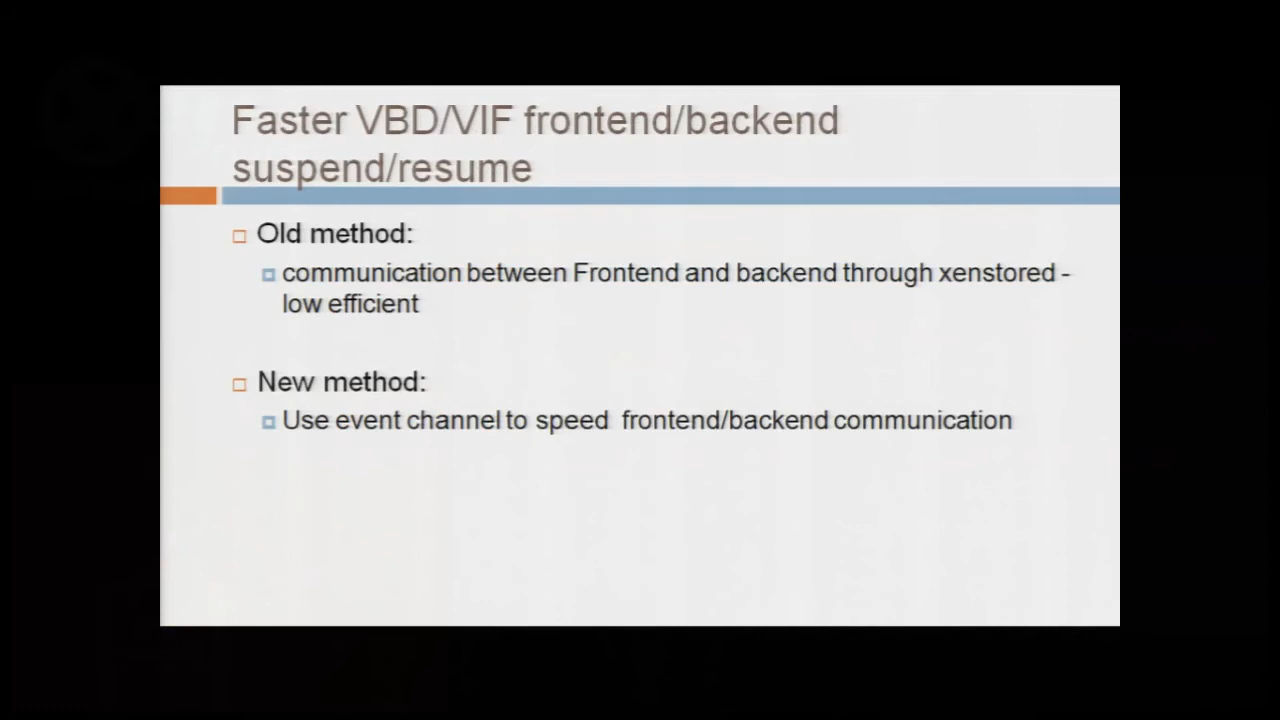 Faster VBD/VIF frontend/backend
suspend/resume
Old method:
communication between Frontend and backend through xenstored -
low efficient
New method:
Use event channel to speed frontend/backend communication